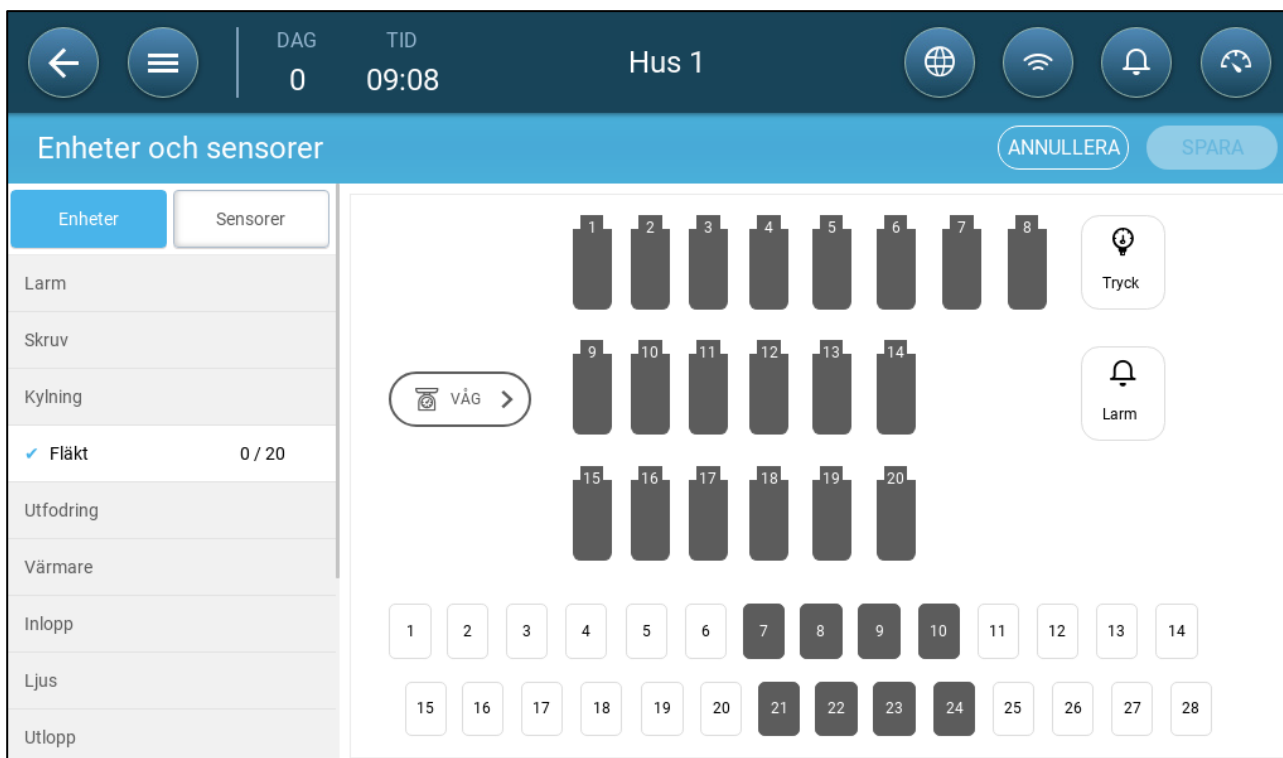 DAG TID
0 09:08 Hus 1
Enheter och sensorer ANNULLERA SPARA
Enheter Sensorer
Larm
Skruv
Kylning
Fläkt 0 / 20
Utfodring
Värmare
Inlopp
Ljus
Utlopp
1 2 3 4 5 6 7 8
Tryck
9 10 11 12 13 14
VÅG
Larm
15 16 17 18 19 20
1 2 3 4 5 6 7 8 9 10 11 12 13 14
15 16 17 18 19 20 21 22 23 24 25 26 27 28